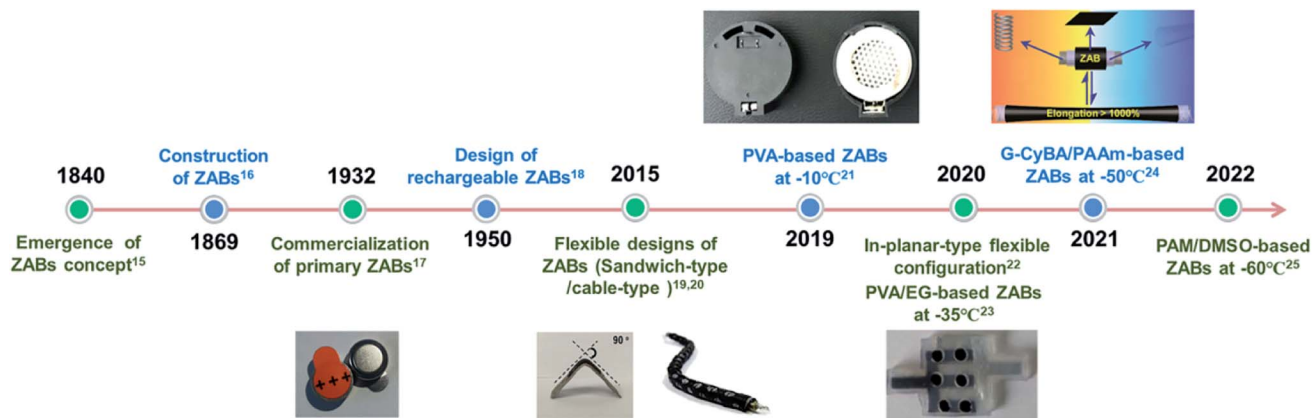 ZAB
Elongation > 1000%
1840
Emergence of
ZABs concept¹⁵
Construction
of ZABs¹⁶
1869
1932
Commercialization
of primary ZABs¹⁷
Design of
rechargeable ZABs¹⁸
1950
2015
Flexible designs of
ZABs (Sandwich-type
/cable-type )¹⁹,²⁰
PVA-based ZABs
at -10℃²¹
2019
2020
In-planar-type flexible
configuration²²
PVA/EG-based ZABs
at -35℃²³
G-CyBA/PAAm-based
ZABs at -50℃²⁴
2021
2022
PAM/DMSO-based
ZABs at -60℃²⁵
+++
90 °